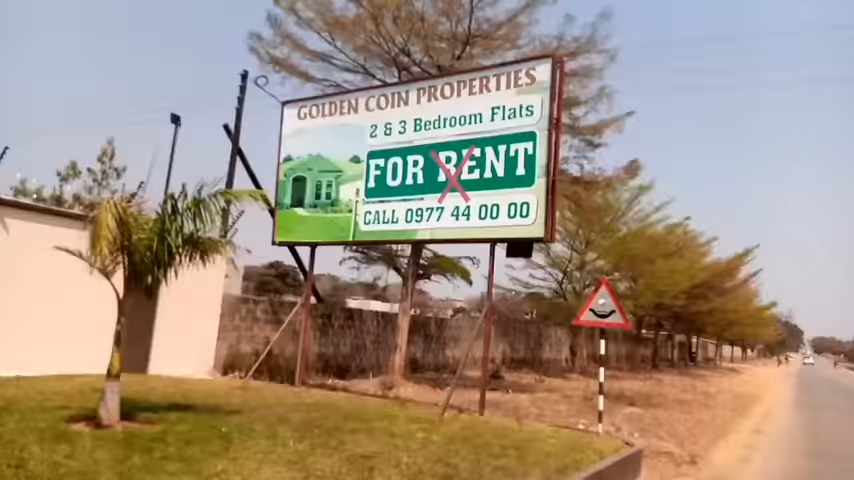 GOLDEN COIN PROPERTIES
2 & 3 Bedroom Flats
FOR RENT
CALL 0977 44 00 00